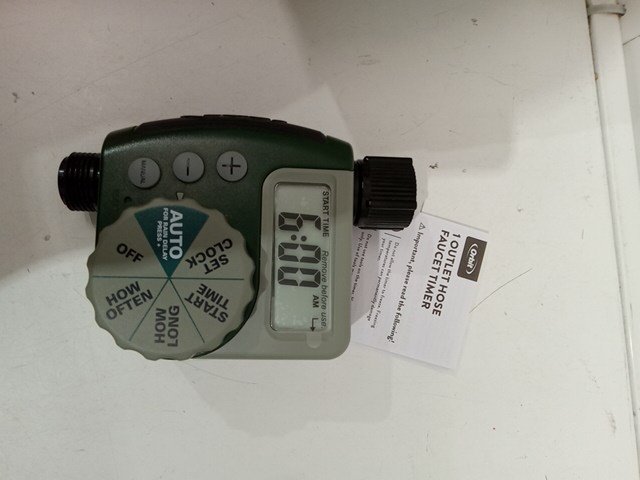 START TIME
Remove before use
6:00
AM
+
−
MANUAL
AUTO
FOR RAIN DELAY
PRESS +
SET
CLOCK
START
TIME
HOW
LONG
HOW
OFTEN
OFF
Orbit
1 OUTLET HOSE
FAUCET TIMER
Important, please read the following!